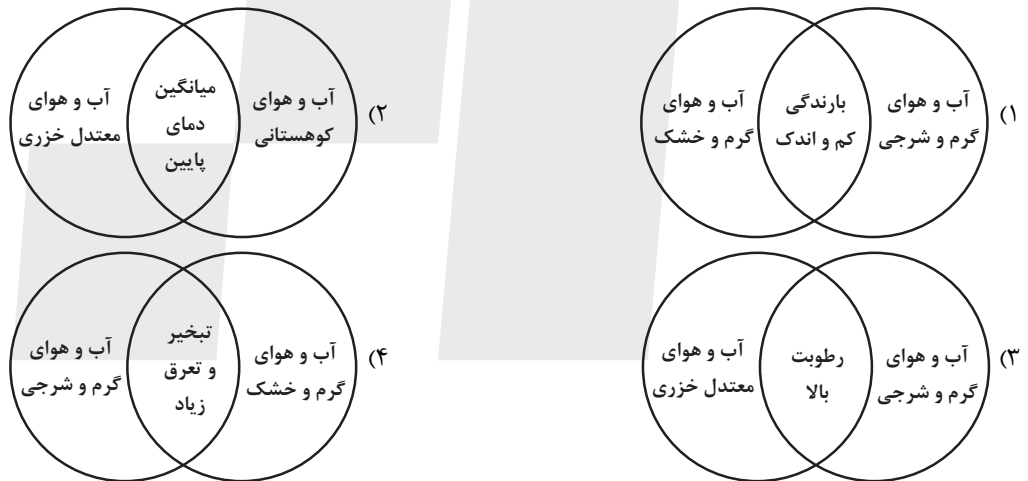 ۱)
آب و هوای
گرم و شرجی
بارندگی
کم و اندک
آب و هوای
گرم و خشک
۲)
آب و هوای
کوهستانی
میانگین
دمای
پایین
آب و هوای
معتدل خزری
۳)
آب و هوای
گرم و شرجی
رطوبت
بالا
آب و هوای
معتدل خزری
۴)
آب و هوای
گرم و خشک
تبخیر
و تعرق
زیاد
آب و هوای
گرم و شرجی